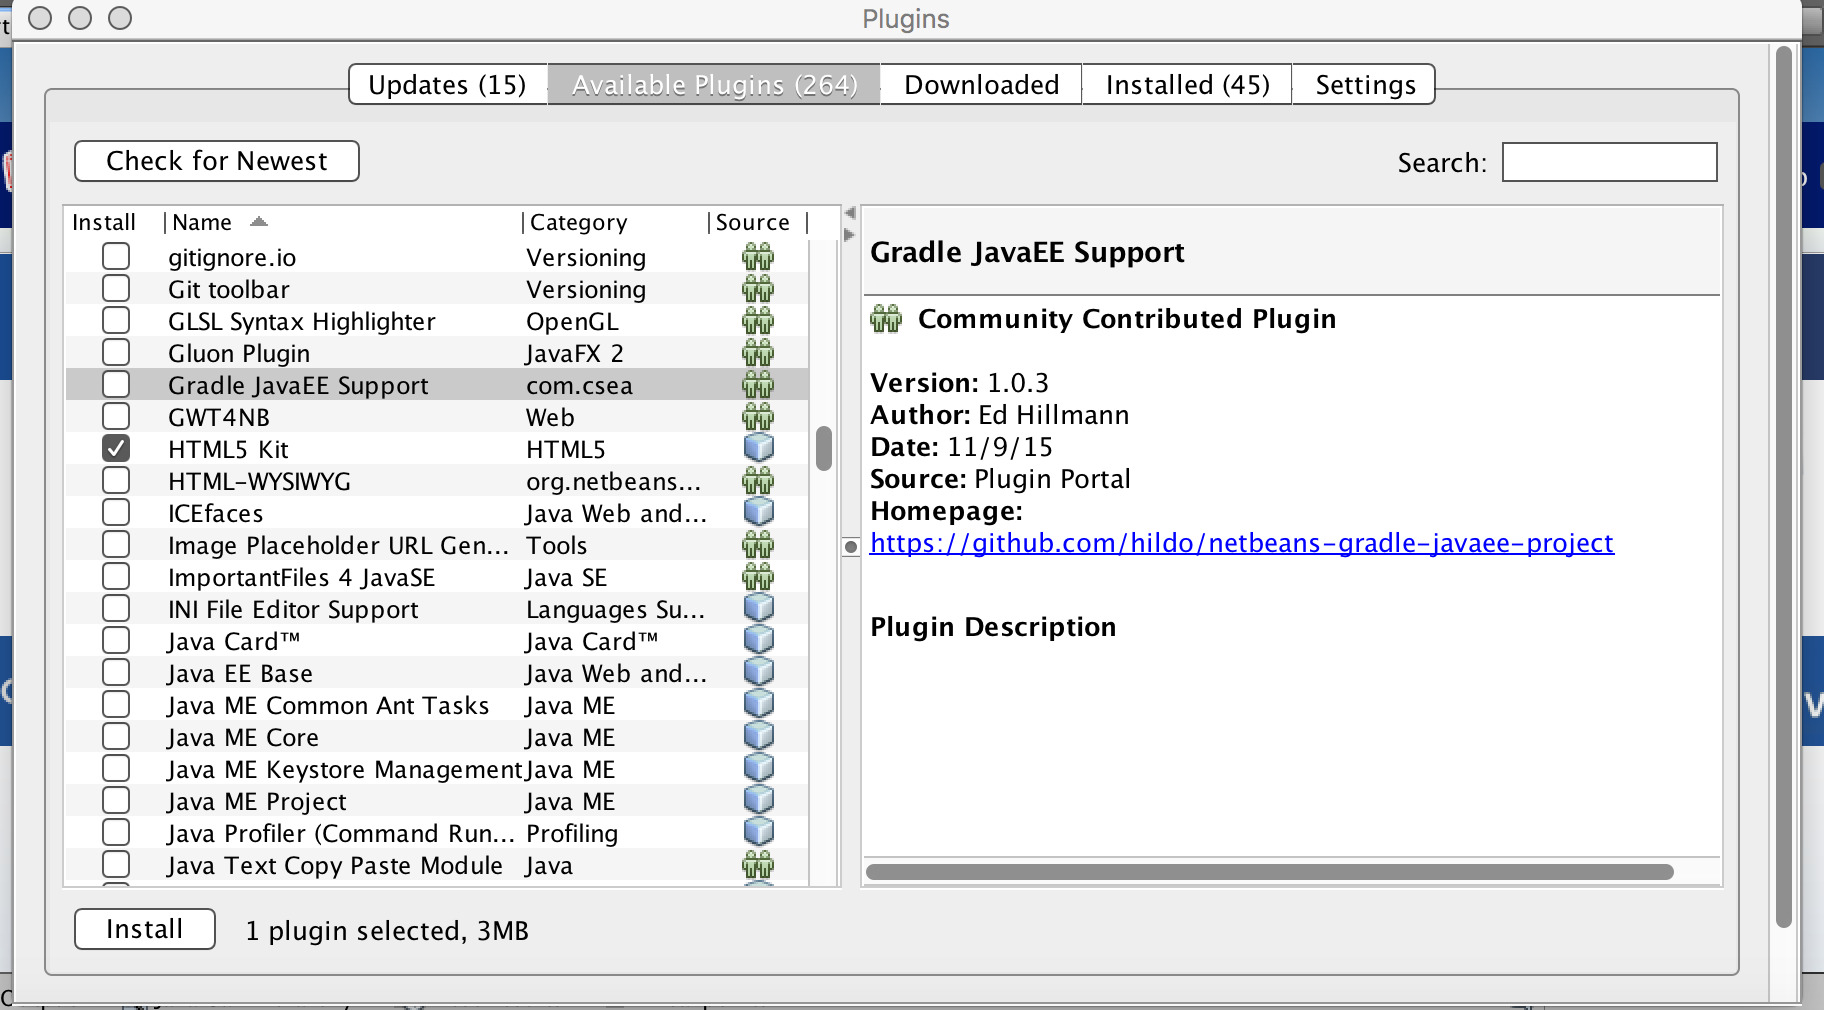 Plugins
Updates (15) Available Plugins (264) Downloaded Installed (45) Settings
Check for Newest Search:
Install Name Category Source
gitignore.io Versioning
Git toolbar Versioning
GLSL Syntax Highlighter OpenGL
Gluon Plugin JavaFX 2
Gradle JavaEE Support com.csea
GWT4NB Web
HTML5 Kit HTML5
HTML-WYSIWYG org.netbeans...
ICEfaces Java Web and...
Image Placeholder URL Gen... Tools
ImportantFiles 4 JavaSE Java SE
INI File Editor Support Languages Su...
Java Card™ Java Card™
Java EE Base Java Web and...
Java ME Common Ant Tasks Java ME
Java ME Core Java ME
Java ME Keystore Management Java ME
Java ME Project Java ME
Java Profiler (Command Run... Profiling
Java Text Copy Paste Module Java
Gradle JavaEE Support
Community Contributed Plugin
Version: 1.0.3
Author: Ed Hillmann
Date: 11/9/15
Source: Plugin Portal
Homepage:
https://github.com/hildo/netbeans-gradle-javaee-project
Plugin Description
Install 1 plugin selected, 3MB